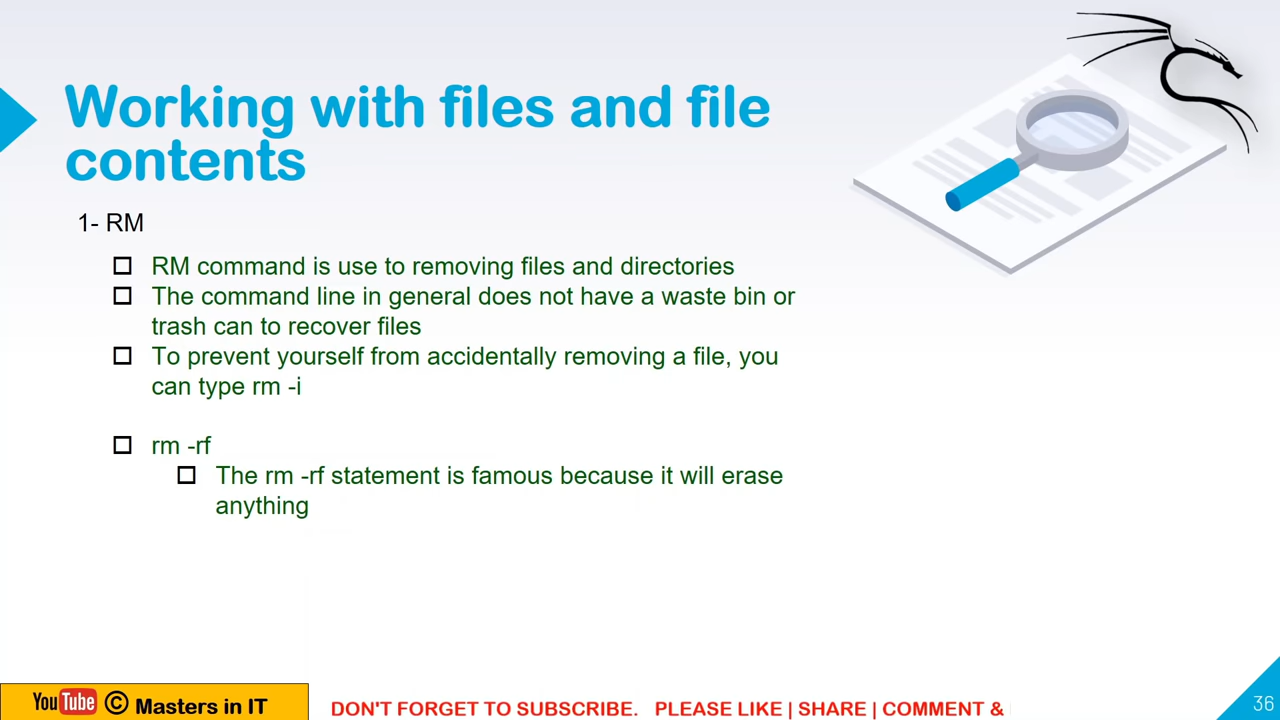 Working with files and file
contents
1- RM
RM command is use to removing files and directories
The command line in general does not have a waste bin or
trash can to recover files
To prevent yourself from accidentally removing a file, you
can type rm -i
rm -rf
The rm -rf statement is famous because it will erase
anything
YouTube © Masters in IT
DON'T FORGET TO SUBSCRIBE. PLEASE LIKE | SHARE | COMMENT &
36